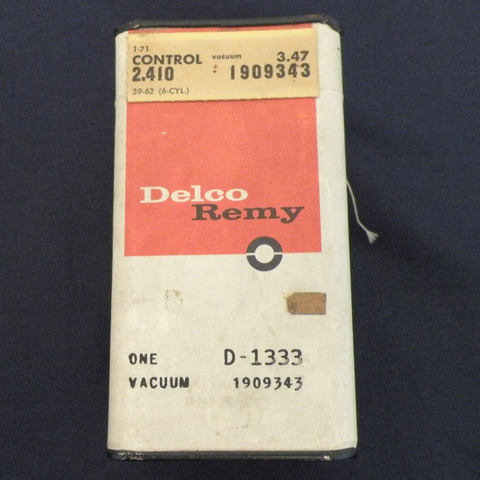 1-71
CONTROL vacuum 3.47
2.410 1909343
39-62 (6-CYL.)
Delco
Remy
ONE D-1333
VACUUM 1909343